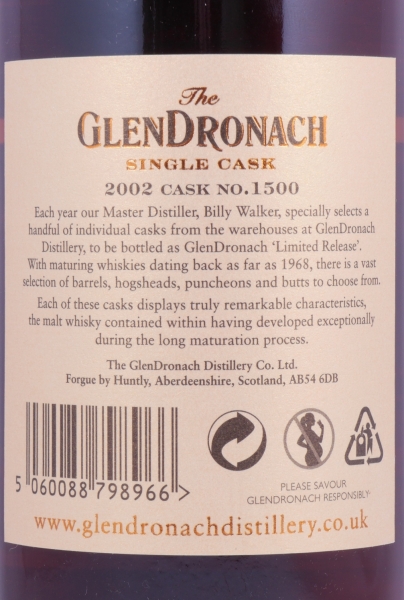 The
GLENDRONACH
SINGLE CASK
2002 CASK NO.1500
Each year our Master Distiller, Billy Walker, specially selects a
handful of individual casks from the warehouses at GlenDronach
Distillery, to be bottled as GlenDronach ‘Limited Release’.
With maturing whiskies dating back as far as 1968, there is a vast
selection of barrels, hogsheads, puncheons and butts to choose from.
Each of these casks displays truly remarkable characteristics,
the malt whisky contained within having developed exceptionally
during the long maturation process.
The GlenDronach Distillery Co. Ltd.
Forgue by Huntly, Aberdeenshire, Scotland, AB54 6DB
5 060088 798966 >
PLEASE SAVOUR
GLENDRONACH RESPONSIBLY.
www.glendronachdistillery.co.uk